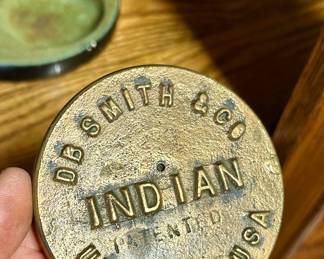 DB SMITH & CO
INDIAN
PATENTED
USA